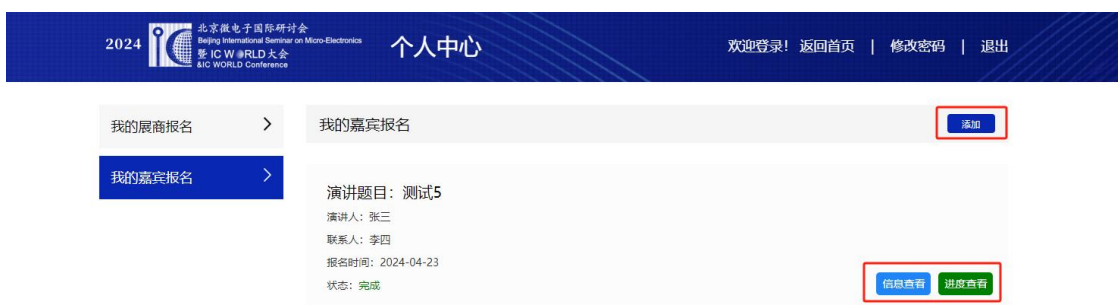 2024
北京微电子国际研讨会
Beijing International Seminar on Micro-Electronics
暨 IC WORLD 大会
&IC WORLD Conference
个人中心
欢迎登录! 返回首页 | 修改密码 | 退出
我的展商报名
我的嘉宾报名
我的嘉宾报名
添加
演讲题目：测试5
演讲人：张三
联系人：李四
报名时间：2024-04-23
状态：完成
信息查看
进度查看